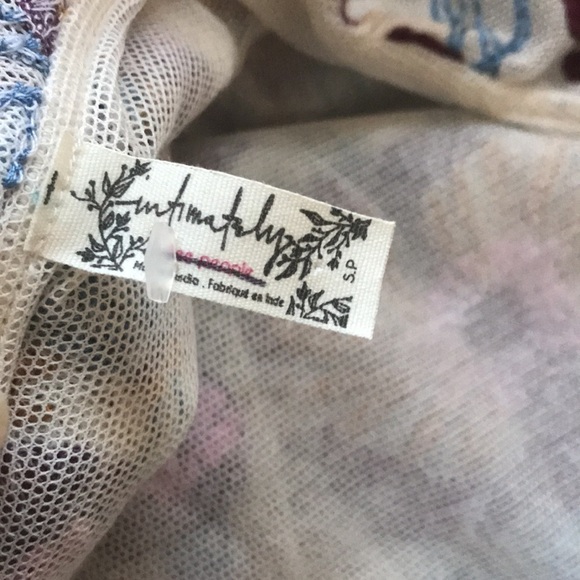 intimately
people
Fabriqué en Inde
S.P